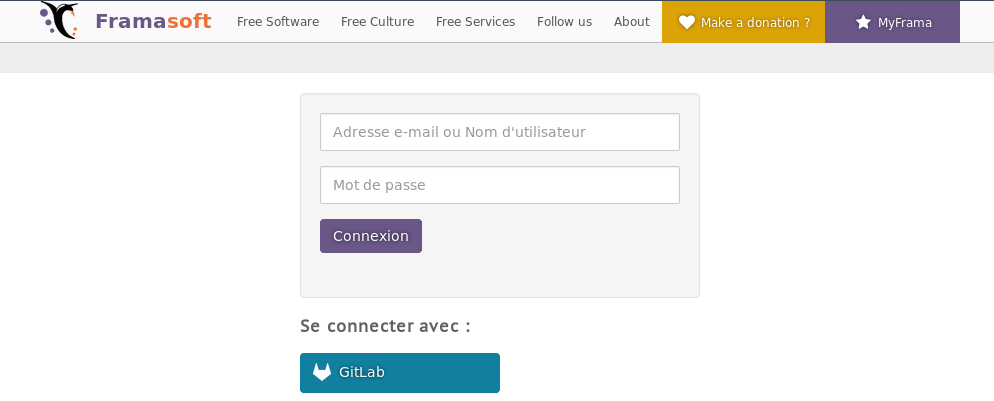 Framasoft Free Software Free Culture Free Services Follow us About Make a donation ? MyFrama
Adresse e-mail ou Nom d'utilisateur
Mot de passe
Connexion
Se connecter avec :
GitLab